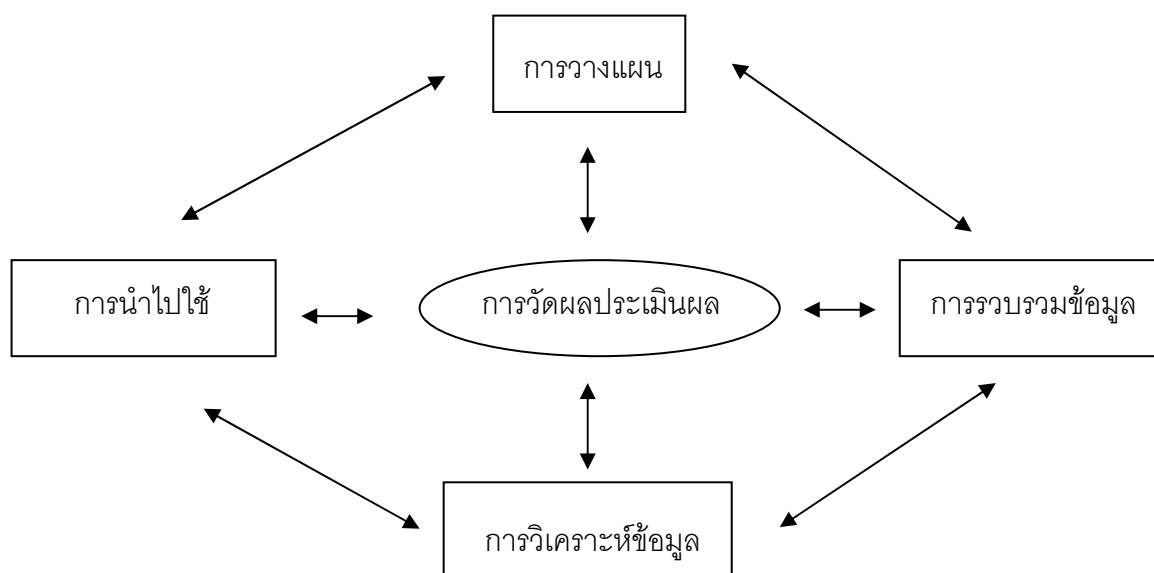 การวางแผน
การนำไปใช้
การวัดผลประเมินผล
การรวบรวมข้อมูล
การวิเคราะห์ข้อมูล